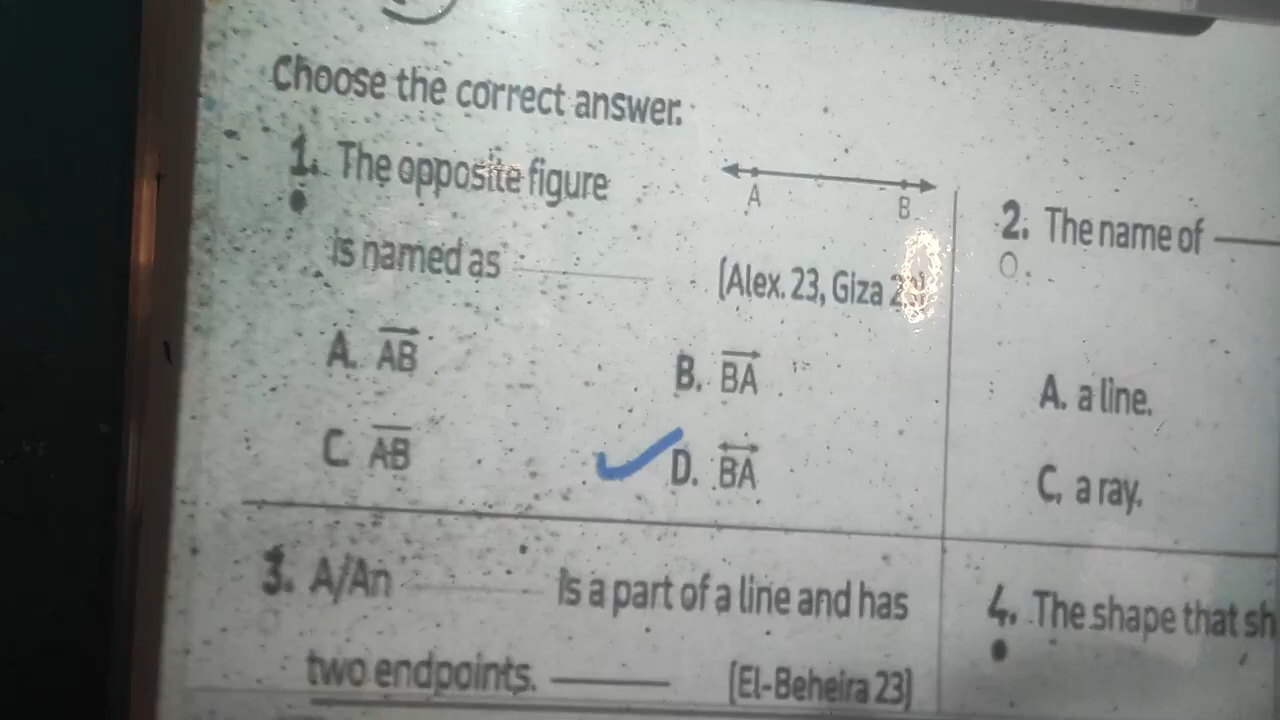 Choose the correct answer.
1. The opposite figure
A B
is named as
(Alex. 23, Giza
A. AB
B. BA
C. AB
D. BA
2. The name of
A. a line.
C. a ray.
3. A/An is a part of a line and has
two endpoints. (El-Beheira 23)
4. The shape that